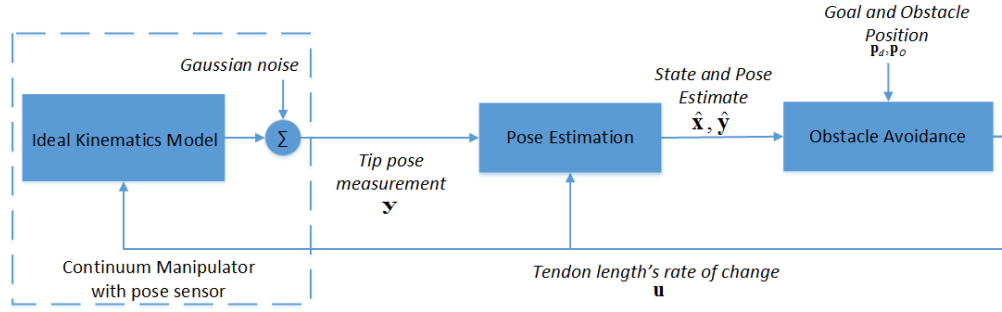 Gaussian noise
Ideal Kinematics Model
Σ
Tip pose
measurement
y
Continuum Manipulator
with pose sensor
Pose Estimation
State and Pose
Estimate
x̂ , ŷ
Goal and Obstacle
Position
p_d, p_O
Obstacle Avoidance
Tendon length's rate of change
u